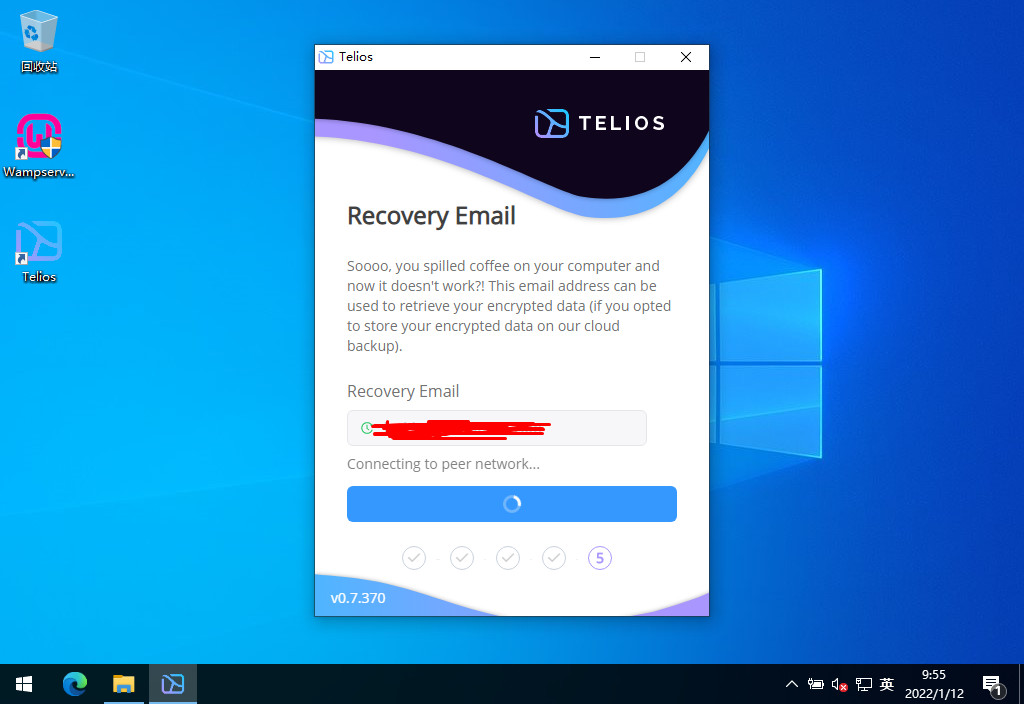 回收站
Wampserv...
Telios
Telios
TELIOS
Recovery Email
Soooo, you spilled coffee on your computer and
now it doesn't work?! This email address can be
used to retrieve your encrypted data (if you opted
to store your encrypted data on our cloud
backup).
Recovery Email
Connecting to peer network...
5
v0.7.370
英
9:55
2022/1/12
1